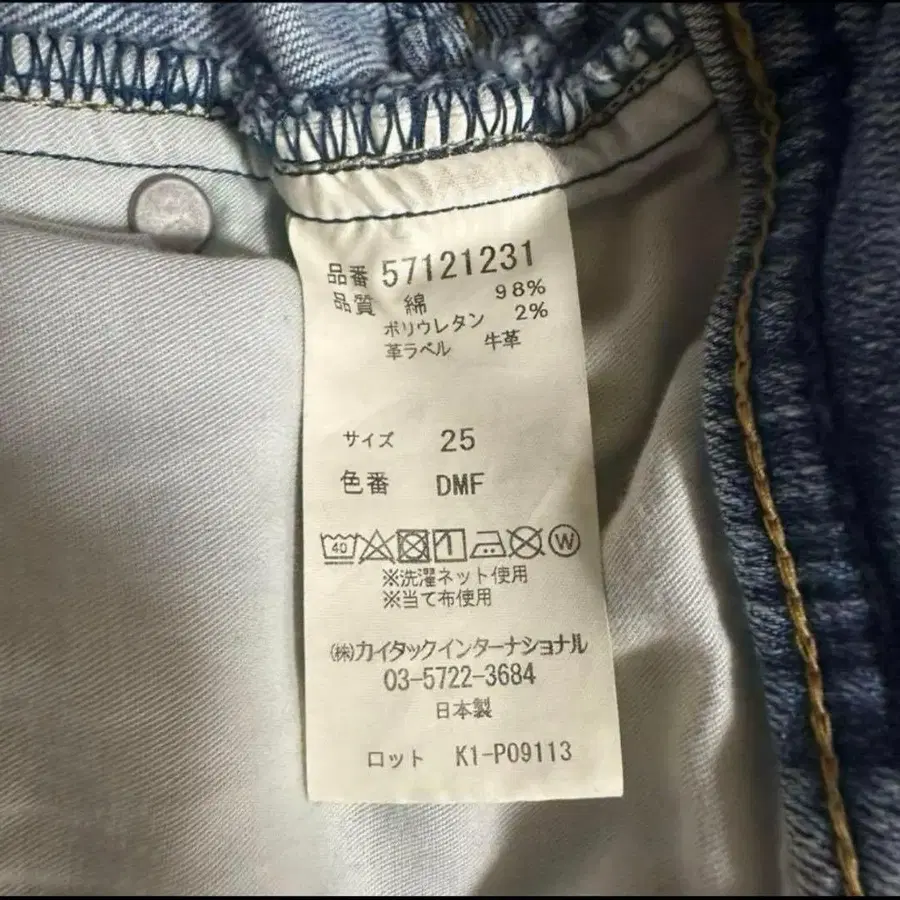 品番 57121231
品質 綿 98%
ポリウレタン 2%
革ラベル 牛革
サイズ 25
色番 DMF
40 W
※洗濯ネット使用
※当て布使用
㈱カイタックインターナショナル
03-5722-3684
日本製
ロット K1-P09113